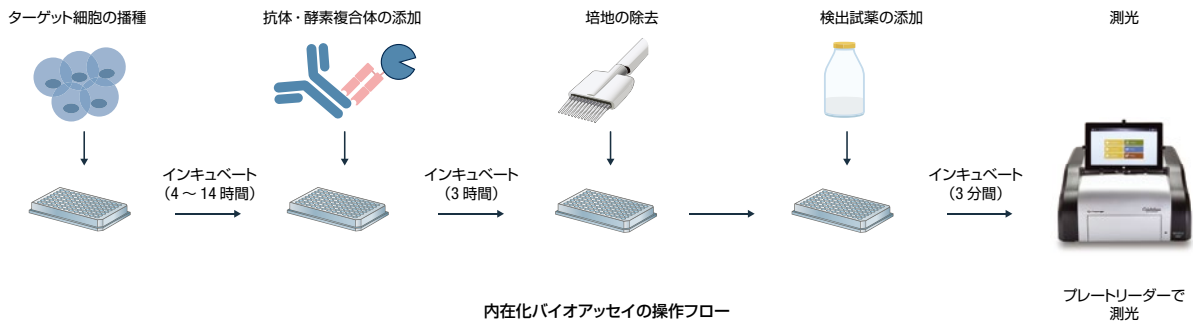 ターゲット細胞の播種
抗体・酵素複合体の添加
培地の除去
検出試薬の添加
測光
インキュベート
（4～14 時間）
インキュベート
（3 時間）
インキュベート
（3 分間）
プレートリーダーで
測光
内在化バイオアッセイの操作フロー